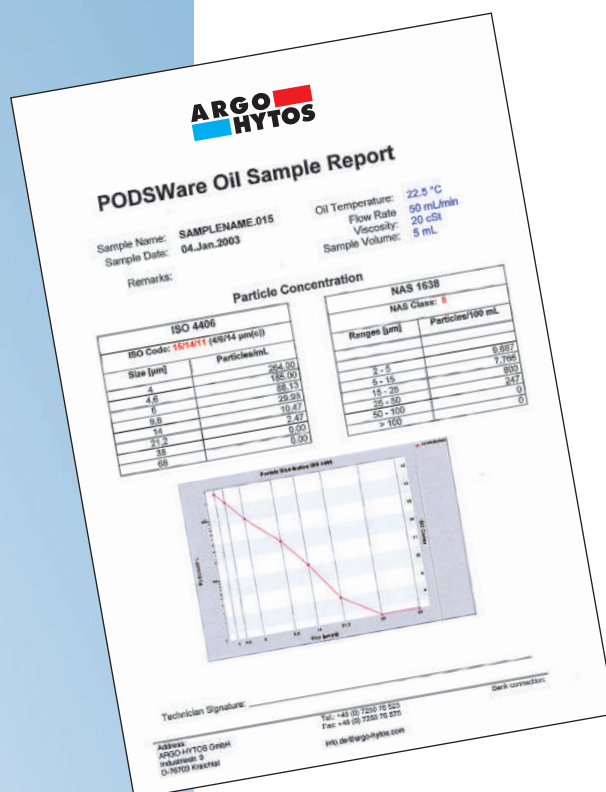 ARGO
HYTOS
PODSWare Oil Sample Report
Sample Name: SAMPLENAME.015
Sample Date: 04.Jan.2003
Remarks:
Oil Temperature: 22.5 °C
Flow Rate 50 mL/min
Viscosity: 20 cSt
Sample Volume: 5 mL
Particle Concentration
ISO 4406
ISO Code: 15/14/11 (4/6/14 µm(c))
Size [µm] Particles/mL
4 264.00
4,6 185.00
6 88.13
9,8 29.93
14 10.47
21,2 2.47
38 0.00
68 0.00
NAS 1638
NAS Class: 5
Ranges [µm] Particles/100 mL
2 - 5 9,667
5 - 15 7,766
15 - 25 800
25 - 50 247
50 - 100 0
> 100 0
Particle Distribution ISO 4406
Technician Signature:
Address:
ARGO-HYTOS GmbH
Industriestr. 9
D-76703 Kraichtal
Tel.: +49 (0) 7250 76 523
Fax: +49 (0) 7250 76 575
info.de@argo-hytos.com
Bank connection: